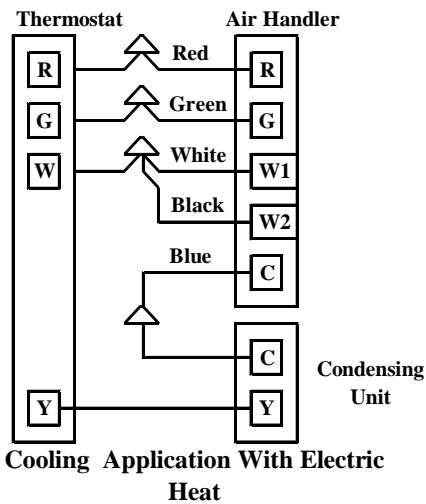 Thermostat Air Handler
R Red R
G Green G
W White W1
Black W2
Blue C
C
Condensing
Unit
Y Y
Cooling Application With Electric
Heat